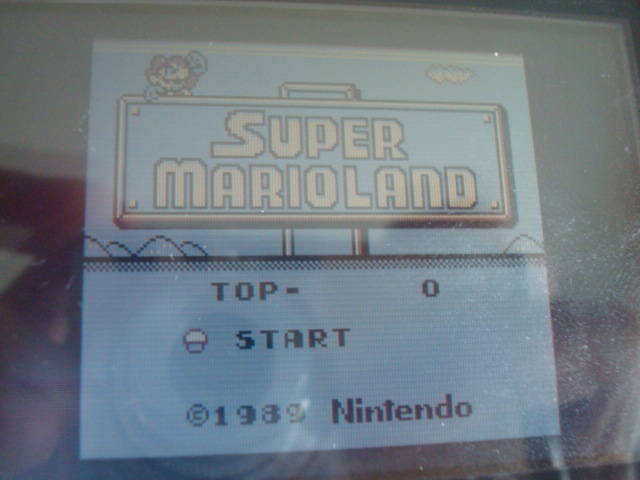 SUPER
MARIOLAND
TOP- 0
START
©1989 Nintendo